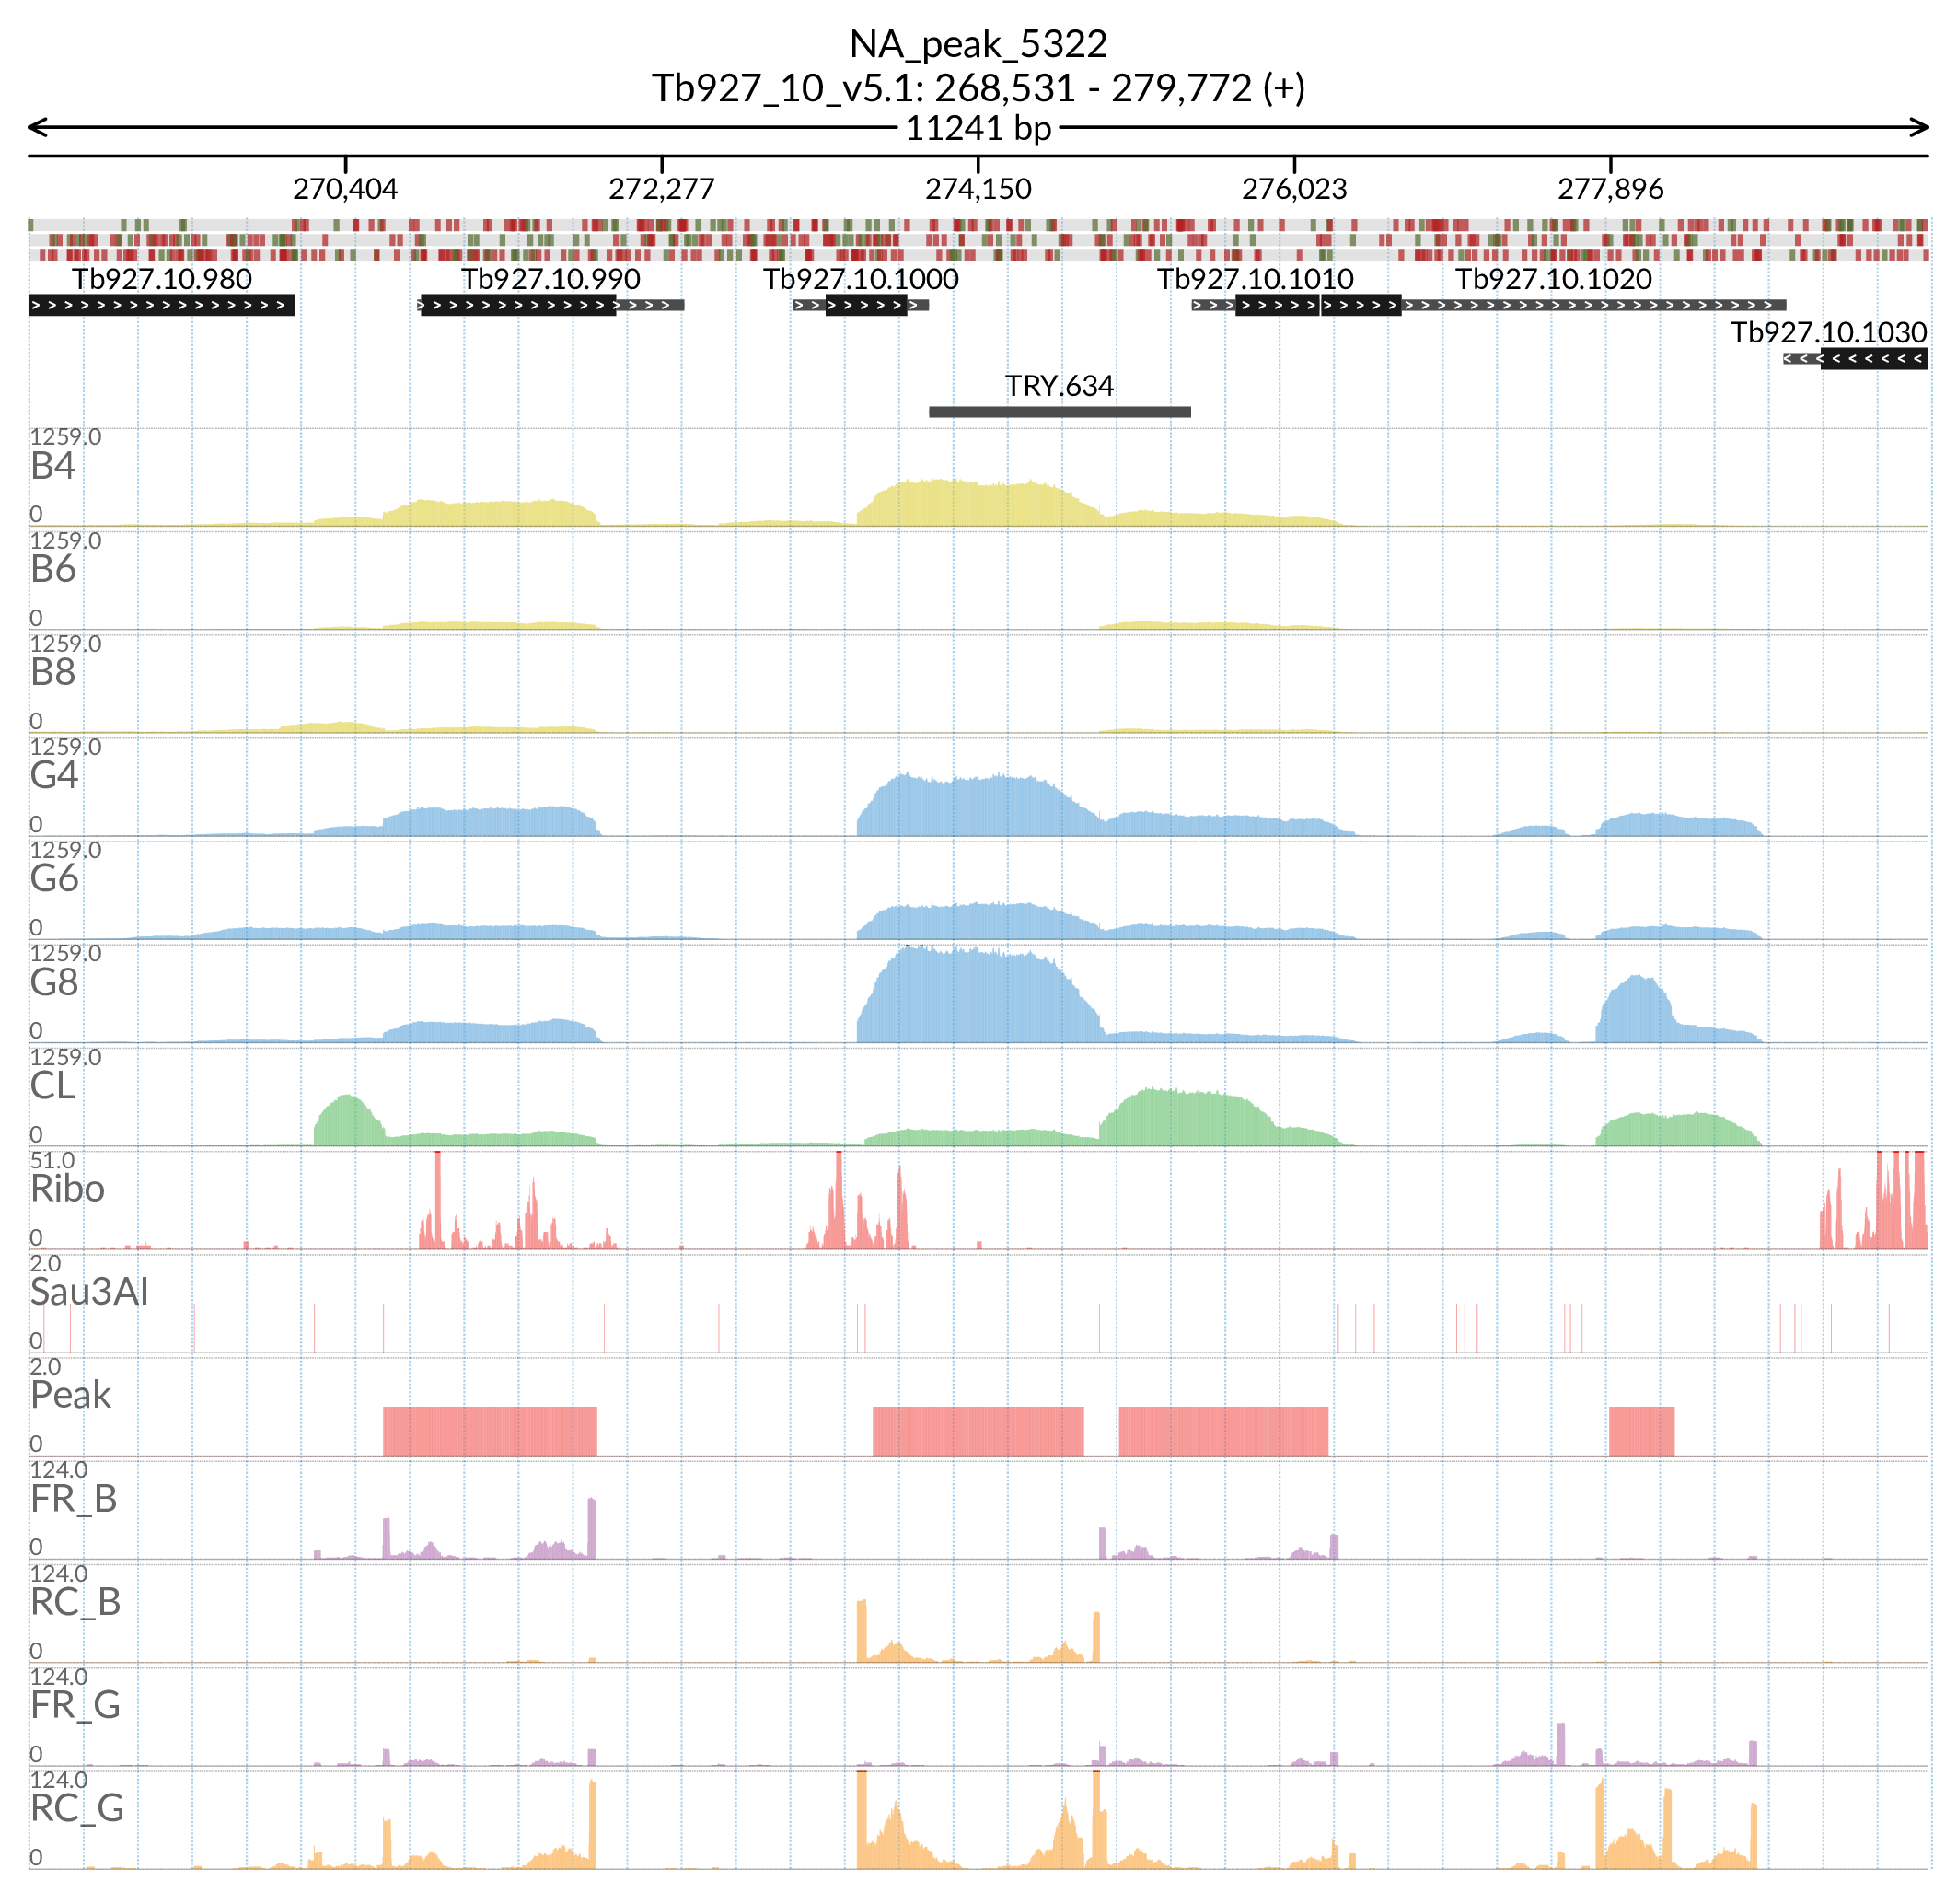 NA_peak_5322
Tb927_10_v5.1: 268,531 - 279,772 (+)
11241 bp
270,404 272,277 274,150 276,023 277,896
Tb927.10.980 Tb927.10.990 Tb927.10.1000 Tb927.10.1010 Tb927.10.1020
Tb927.10.1030
TRY.634
1259.0
B4
0
1259.0
B6
0
1259.0
B8
0
1259.0
G4
0
1259.0
G6
0
1259.0
G8
0
1259.0
CL
0
51.0
Ribo
0
2.0
Sau3AI
0
2.0
Peak
0
124.0
FR_B
0
124.0
RC_B
0
124.0
FR_G
0
124.0
RC_G
0